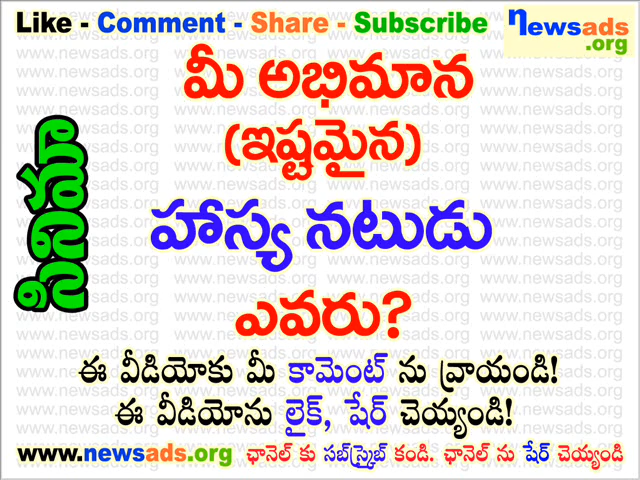 Like - Comment - Share - Subscribe
newsads
.org
మీ అభిమాన
(ఇష్టమైన)
సినిమా
హాస్య నటుడు
ఎవరు?
ఈ వీడియోకు మీ కామెంట్ ను వ్రాయండి!
ఈ వీడియోను లైక్, షేర్ చెయ్యండి!
www.newsads.org ఛానెల్ కు సబ్‌స్క్రైబ్ కండి. ఛానెల్ ను షేర్ చెయ్యండి